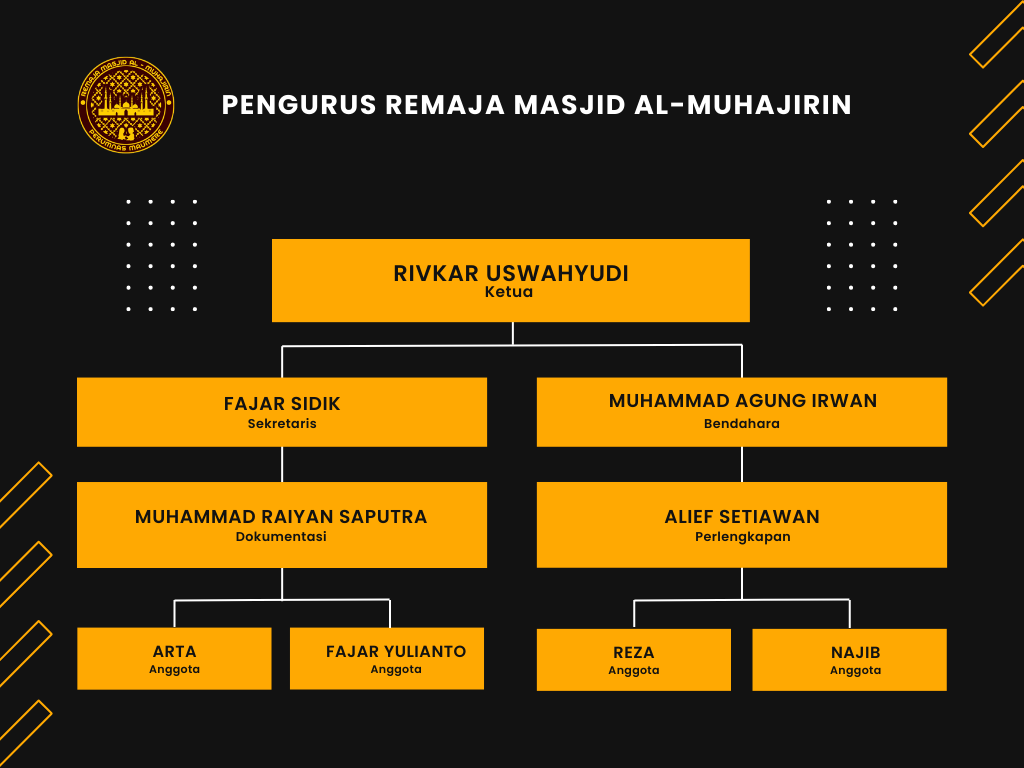 REMAJA MASJID AL - MUHAJIRIN
PERUMNAS MAUMERE
PENGURUS REMAJA MASJID AL-MUHAJIRIN
RIVKAR USWAHYUDI
Ketua
FAJAR SIDIK
Sekretaris
MUHAMMAD AGUNG IRWAN
Bendahara
MUHAMMAD RAIYAN SAPUTRA
Dokumentasi
ALIEF SETIAWAN
Perlengkapan
ARTA
Anggota
FAJAR YULIANTO
Anggota
REZA
Anggota
NAJIB
Anggota